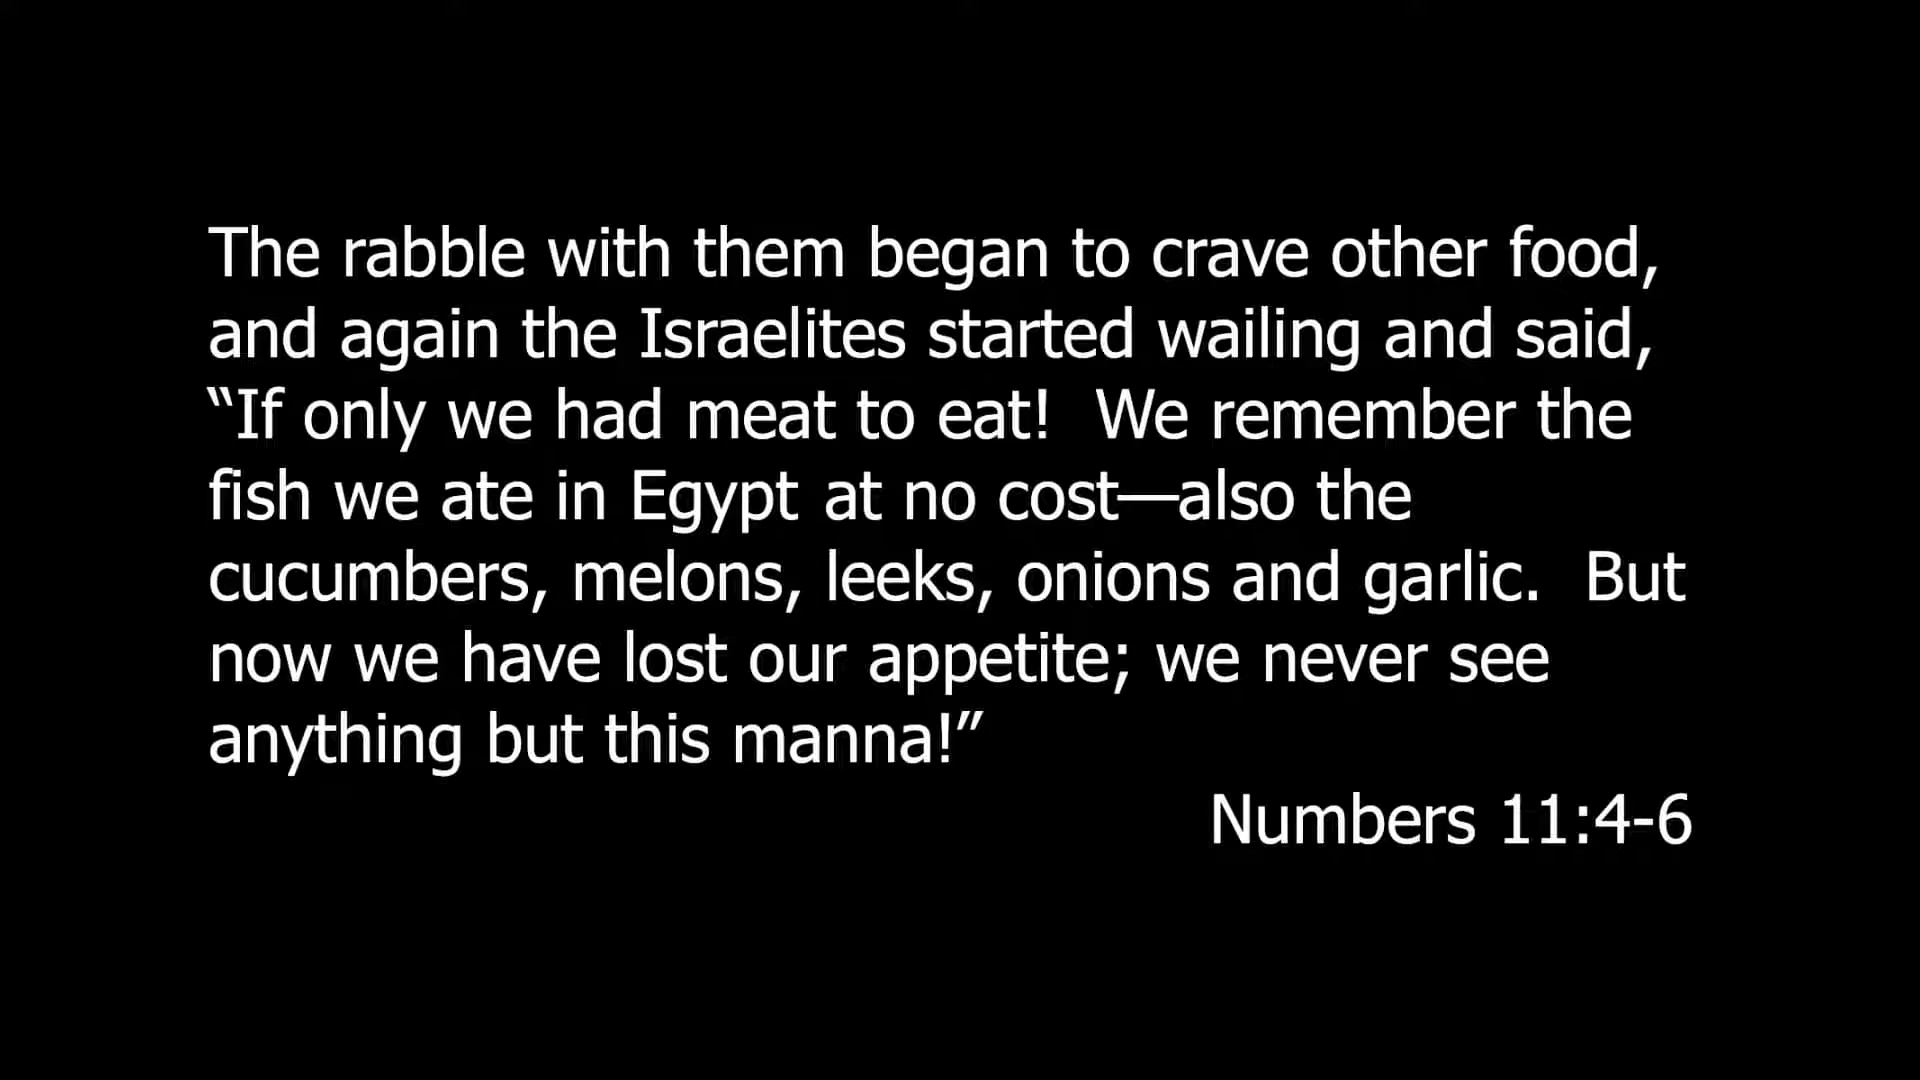 The rabble with them began to crave other food,
and again the Israelites started wailing and said,
“If only we had meat to eat!  We remember the
fish we ate in Egypt at no cost—also the
cucumbers, melons, leeks, onions and garlic.  But
now we have lost our appetite; we never see
anything but this manna!”
Numbers 11:4-6